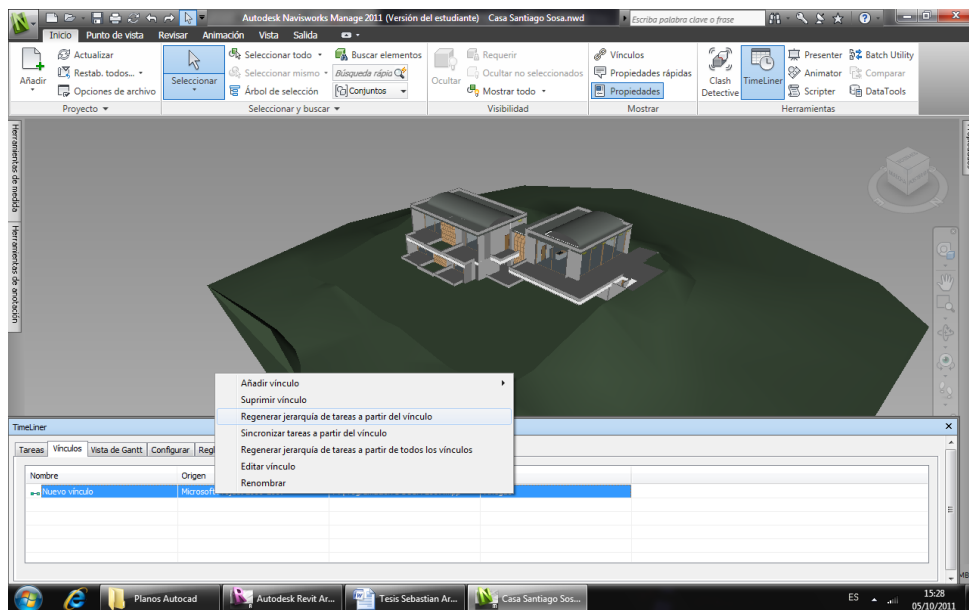 Autodesk Navisworks Manage 2011 (Versión del estudiante) Casa Santiago Sosa.nwd
Escriba palabra clave o frase
Inicio Punto de vista Revisar Animación Vista Salida
Añadir
Actualizar
Restab. todos...
Opciones de archivo
Proyecto
Seleccionar
Seleccionar todo
Seleccionar mismo
Árbol de selección
Buscar elementos
Búsqueda rápida
Conjuntos
Seleccionar y buscar
Ocultar
Requerir
Ocultar no seleccionados
Mostrar todo
Visibilidad
Vínculos
Propiedades rápidas
Propiedades
Mostrar
Clash
Detective
TimeLiner
Presenter
Animator
Scripter
Batch Utility
Comparar
DataTools
Herramientas
Herramientas de medida
Herramientas de anotación
Añadir vínculo
Suprimir vínculo
Regenerar jerarquía de tareas a partir del vínculo
Sincronizar tareas a partir del vínculo
Regenerar jerarquía de tareas a partir de todos los vínculos
Editar vínculo
Renombrar
TimeLiner
Tareas Vínculos Vista de Gantt Configurar Regl
Nombre Origen
Nuevo vínculo Microsoft
Planos Autocad
Autodesk Revit Ar...
Tesis Sebastian Ar...
Casa Santiago Sos...
ES
15:28
05/10/2011